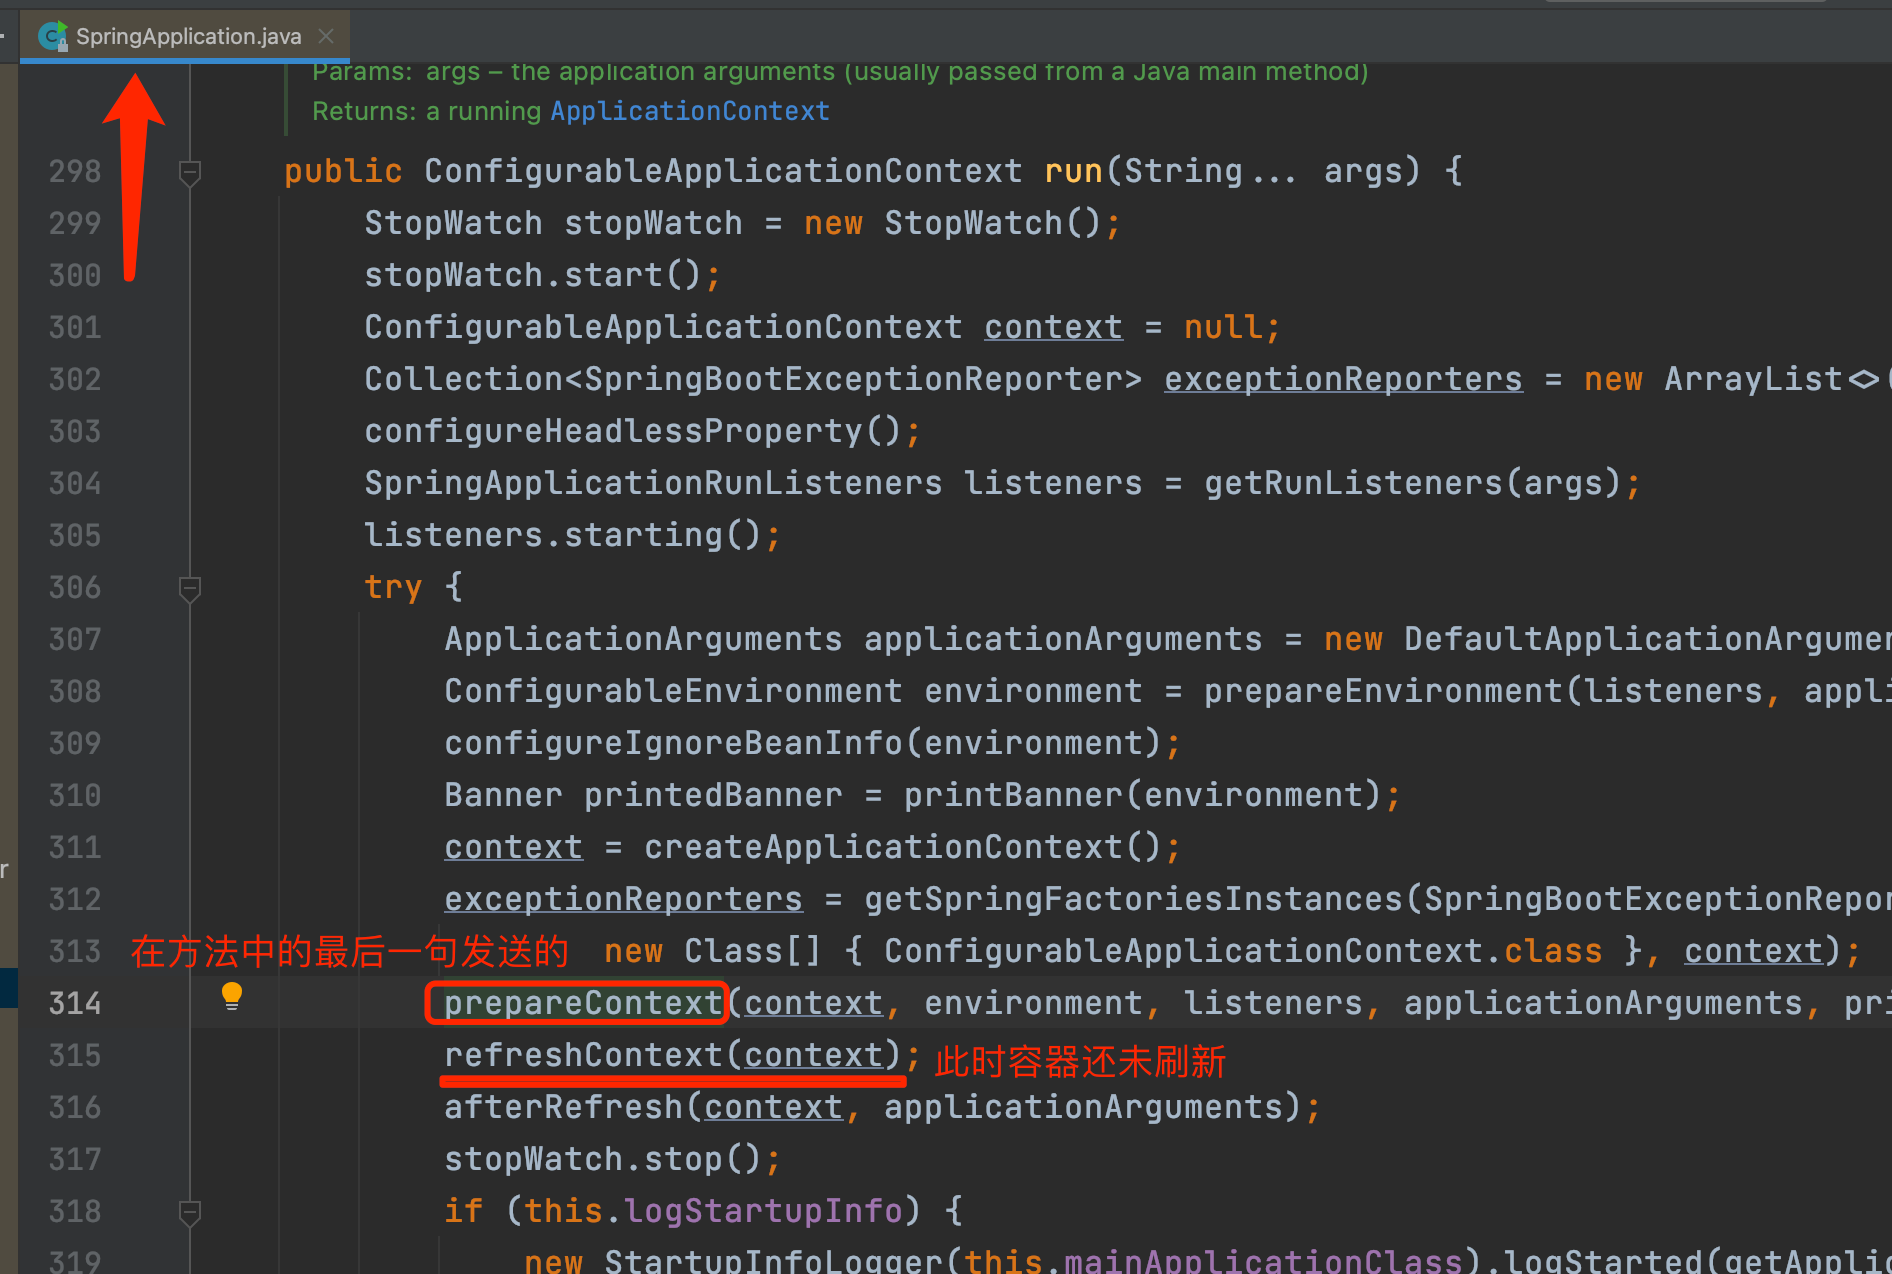 SpringApplication.java
Params: args – the application arguments (usually passed from a Java main method)
Returns: a running ApplicationContext
298 public ConfigurableApplicationContext run(String... args) {
299 StopWatch stopWatch = new StopWatch();
300 stopWatch.start();
301 ConfigurableApplicationContext context = null;
302 Collection<SpringBootExceptionReporter> exceptionReporters = new ArrayList<>(
303 configureHeadlessProperty();
304 SpringApplicationRunListeners listeners = getRunListeners(args);
305 listeners.starting();
306 try {
307 ApplicationArguments applicationArguments = new DefaultApplicationArgumen
308 ConfigurableEnvironment environment = prepareEnvironment(listeners, appli
309 configureIgnoreBeanInfo(environment);
310 Banner printedBanner = printBanner(environment);
311 context = createApplicationContext();
r
312 exceptionReporters = getSpringFactoriesInstances(SpringBootExceptionRepor
313 在方法中的最后一句发送的 new Class[] { ConfigurableApplicationContext.class }, context);
314 prepareContext(context, environment, listeners, applicationArguments, pri
315 refreshContext(context); 此时容器还未刷新
316 afterRefresh(context, applicationArguments);
317 stopWatch.stop();
318 if (this.logStartupInfo) {
319 new StartupInfoLogger(this.mainApplicationClass).logStarted(getApplic